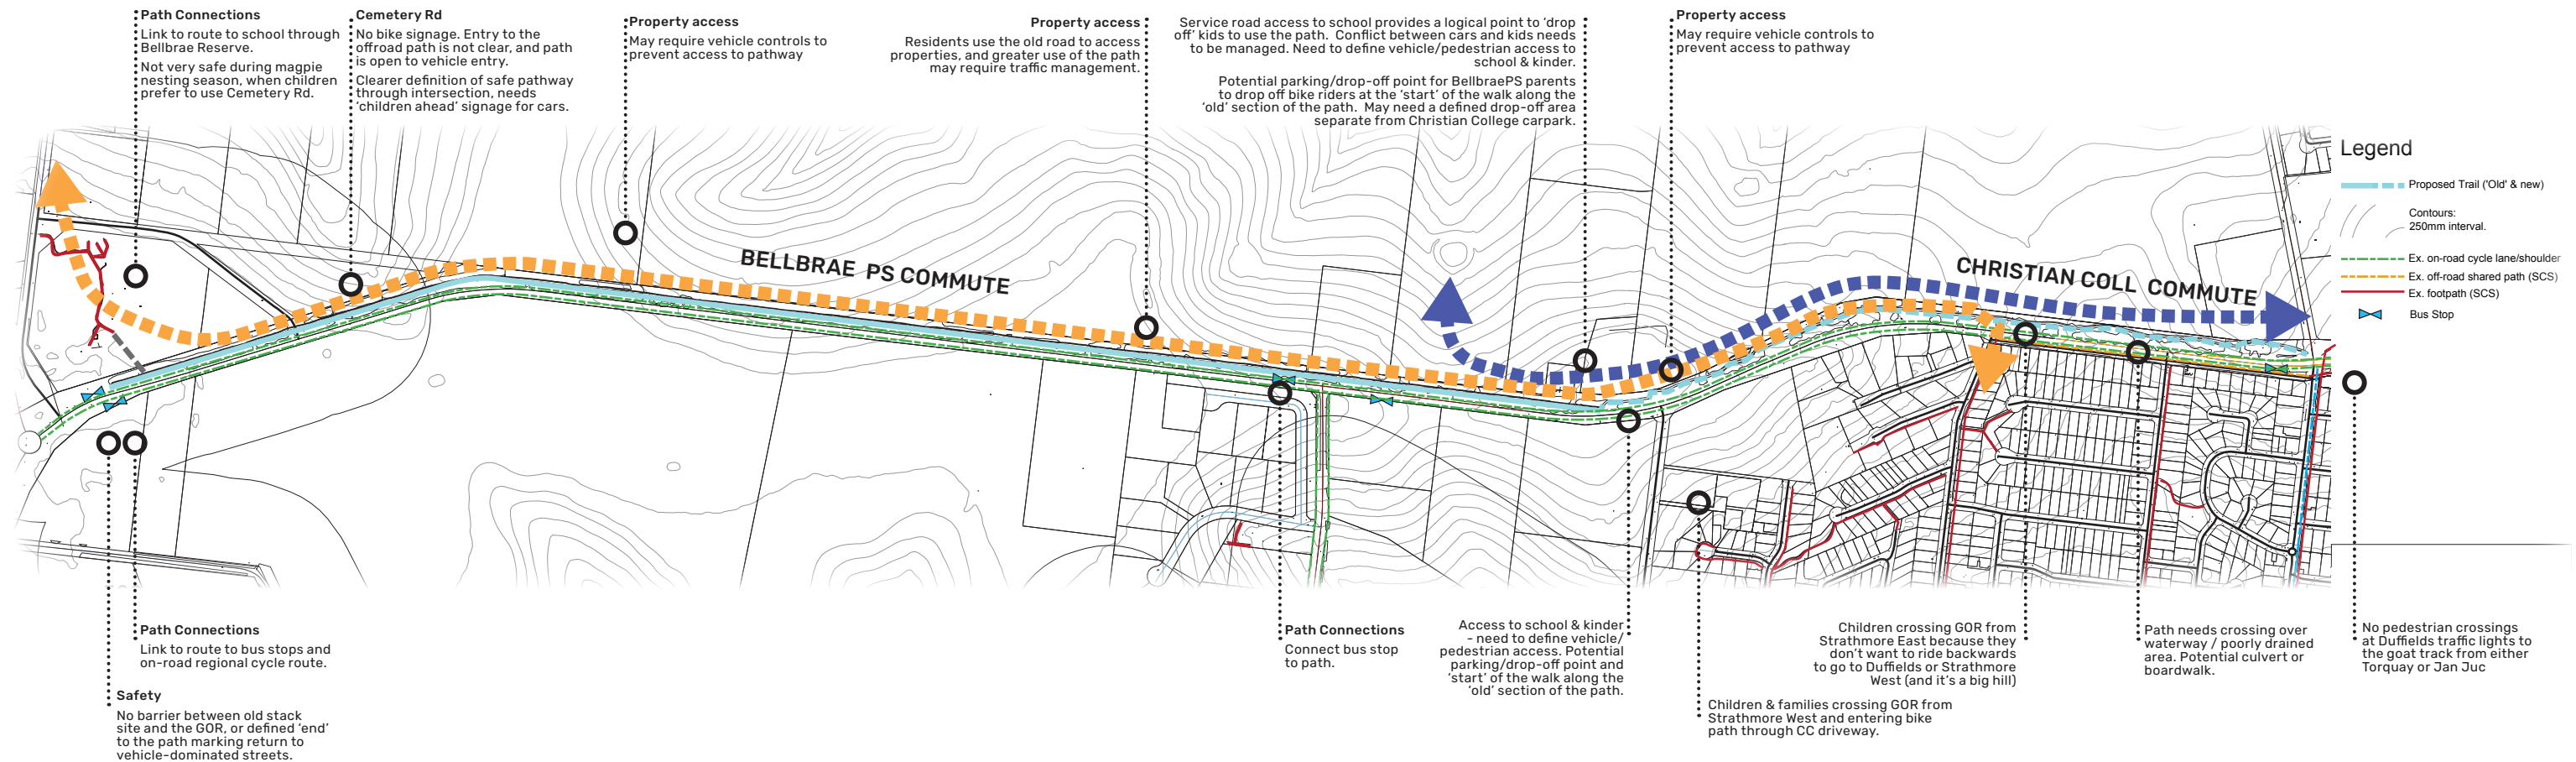 Path Connections
Link to route to school through
Bellbrae Reserve.
Not very safe during magpie
nesting season, when children
prefer to use Cemetery Rd.
Cemetery Rd
No bike signage. Entry to the
offroad path is not clear, and path
is open to vehicle entry.
Clearer definition of safe pathway
through intersection, needs
‘children ahead’ signage for cars.
Property access
May require vehicle controls to
prevent access to pathway
Property access
Residents use the old road to access
properties, and greater use of the path
may require traffic management.
Service road access to school provides a logical point to ‘drop
off’ kids to use the path.  Conflict between cars and kids needs
to be managed. Need to define vehicle/pedestrian access to
school & kinder.
Potential parking/drop-off point for BellbraePS parents
to drop off bike riders at the ‘start’ of the walk along the
‘old’ section of the path.  May need a defined drop-off area
separate from Christian College carpark.
Property access
May require vehicle controls to
prevent access to pathway
BELLBRAE PS COMMUTE
CHRISTIAN COLL COMMUTE
Legend
Proposed Trail ('Old' & new)
Contours:
250mm interval.
Ex. on-road cycle lane/shoulder
Ex. off-road shared path (SCS)
Ex. footpath (SCS)
Bus Stop
Path Connections
Link to route to bus stops and
on-road regional cycle route.
Safety
No barrier between old stack
site and the GOR, or defined ‘end’
to the path marking return to
vehicle-dominated streets.
Path Connections
Connect bus stop
to path.
Access to school & kinder
- need to define vehicle/
pedestrian access. Potential
parking/drop-off point and
‘start’ of the walk along the
‘old’ section of the path.
Children & families crossing GOR from
Strathmore West and entering bike
path through CC driveway.
Children crossing GOR from
Strathmore East because they
don’t want to ride backwards
to go to Duffields or Strathmore
West (and it’s a big hill)
Path needs crossing over
waterway / poorly drained
area. Potential culvert or
boardwalk.
No pedestrian crossings
at Duffields traffic lights to
the goat track from either
Torquay or Jan Juc